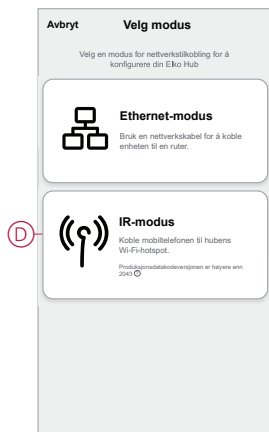 Avbryt Velg modus
Velg en modus for nettverkstilkobling for å
konfigurere din Elko Hub
Ethernet-modus
Bruk en nettverkskabel for å koble
enheten til en ruter.
D
IR-modus
Koble mobiltelefonen til hubens
Wi-Fi-hotspot.
Produksjonsdatakodeversjonen er høyere enn
2043